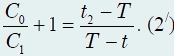 C₀/C₁ + 1 = (t₂ − T)/(T − t). (2′)